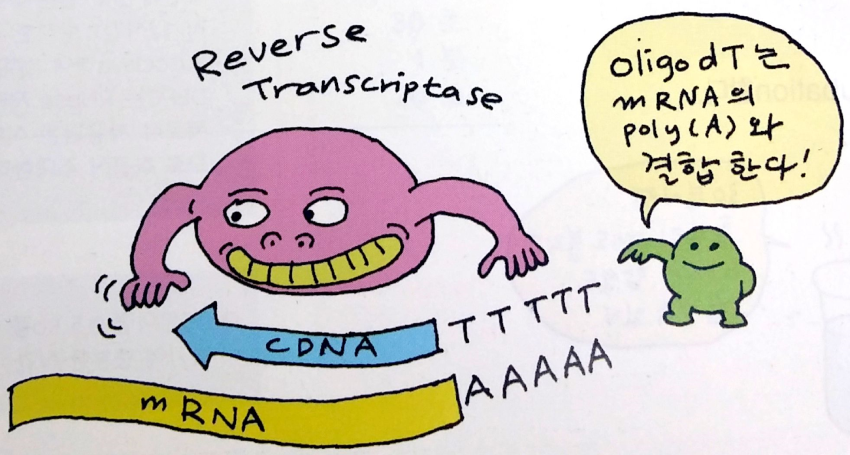 Reverse
Transcriptase
Oligo dT는
mRNA의
poly(A)와
결합한다!
TTTTT
CDNA
AAAAA
mRNA